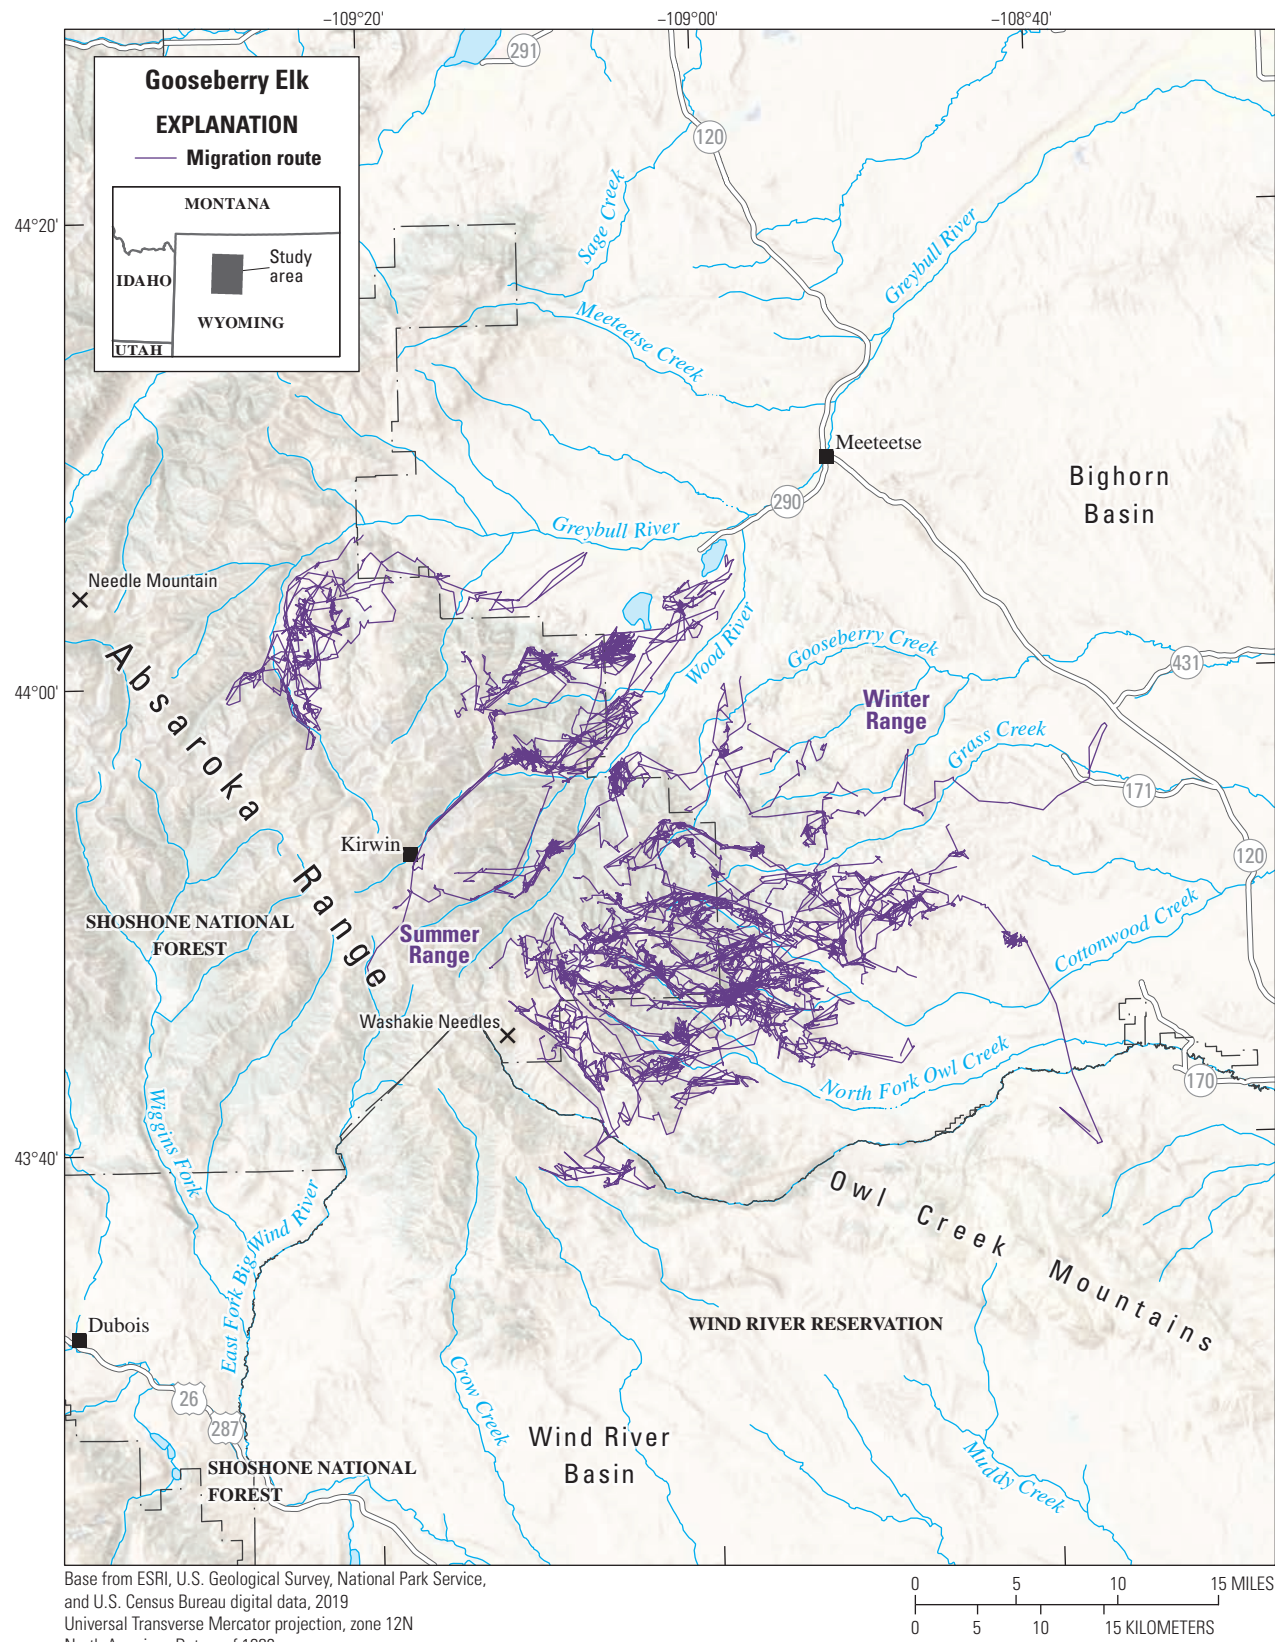 –109°20'
–109°00'
–108°40'
Gooseberry Elk
EXPLANATION
Migration route
MONTANA
IDAHO
Study
area
WYOMING
UTAH
291
120
44°20'
Sage Creek
Greybull River
Meeteetse Creek
Meeteetse
290
Bighorn
Basin
Greybull River
Needle Mountain
Wood River
Gooseberry Creek
431
44°00'
Winter
Range
Absaroka Range
Grass Creek
171
Kirwin
120
SHOSHONE NATIONAL
FOREST
Summer
Range
Cottonwood Creek
Washakie Needles
North Fork Owl Creek
170
Wiggins Fork
43°40'
Owl Creek Mountains
East Fork Big Wind River
Dubois
WIND RIVER RESERVATION
26
287
Crow Creek
Wind River
Basin
SHOSHONE NATIONAL
FOREST
Muddy Creek
Base from ESRI, U.S. Geological Survey, National Park Service,
and U.S. Census Bureau digital data, 2019
Universal Transverse Mercator projection, zone 12N
0 5 10 15 MILES
0 5 10 15 KILOMETERS